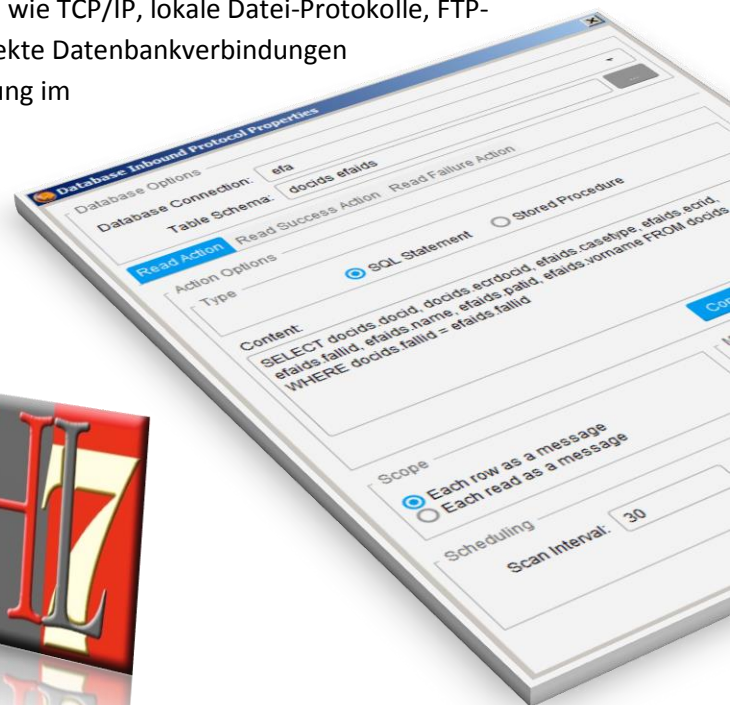 wie TCP/IP, lokale Datei-Protokolle, FTP-
ekte Datenbankverbindungen
ung im
Database Inbound Protocol Properties
Database Options
Database Connection: efa
...
Table Schema: docids efaids
Read Action Read Success Action Read Failure Action
Action Options
Type
SQL Statement Stored Procedure
Content:
SELECT docids.docid, docids.ecrdocid, efaids.casetype, efaids.ecrid,
efaids.fallid, efaids.name, efaids.patid, efaids.vorname FROM docids
WHERE docids.fallid = efaids.fallid
Scope
Each row as a message
Each read as a message
Scheduling
Scan Interval: 30
HL7